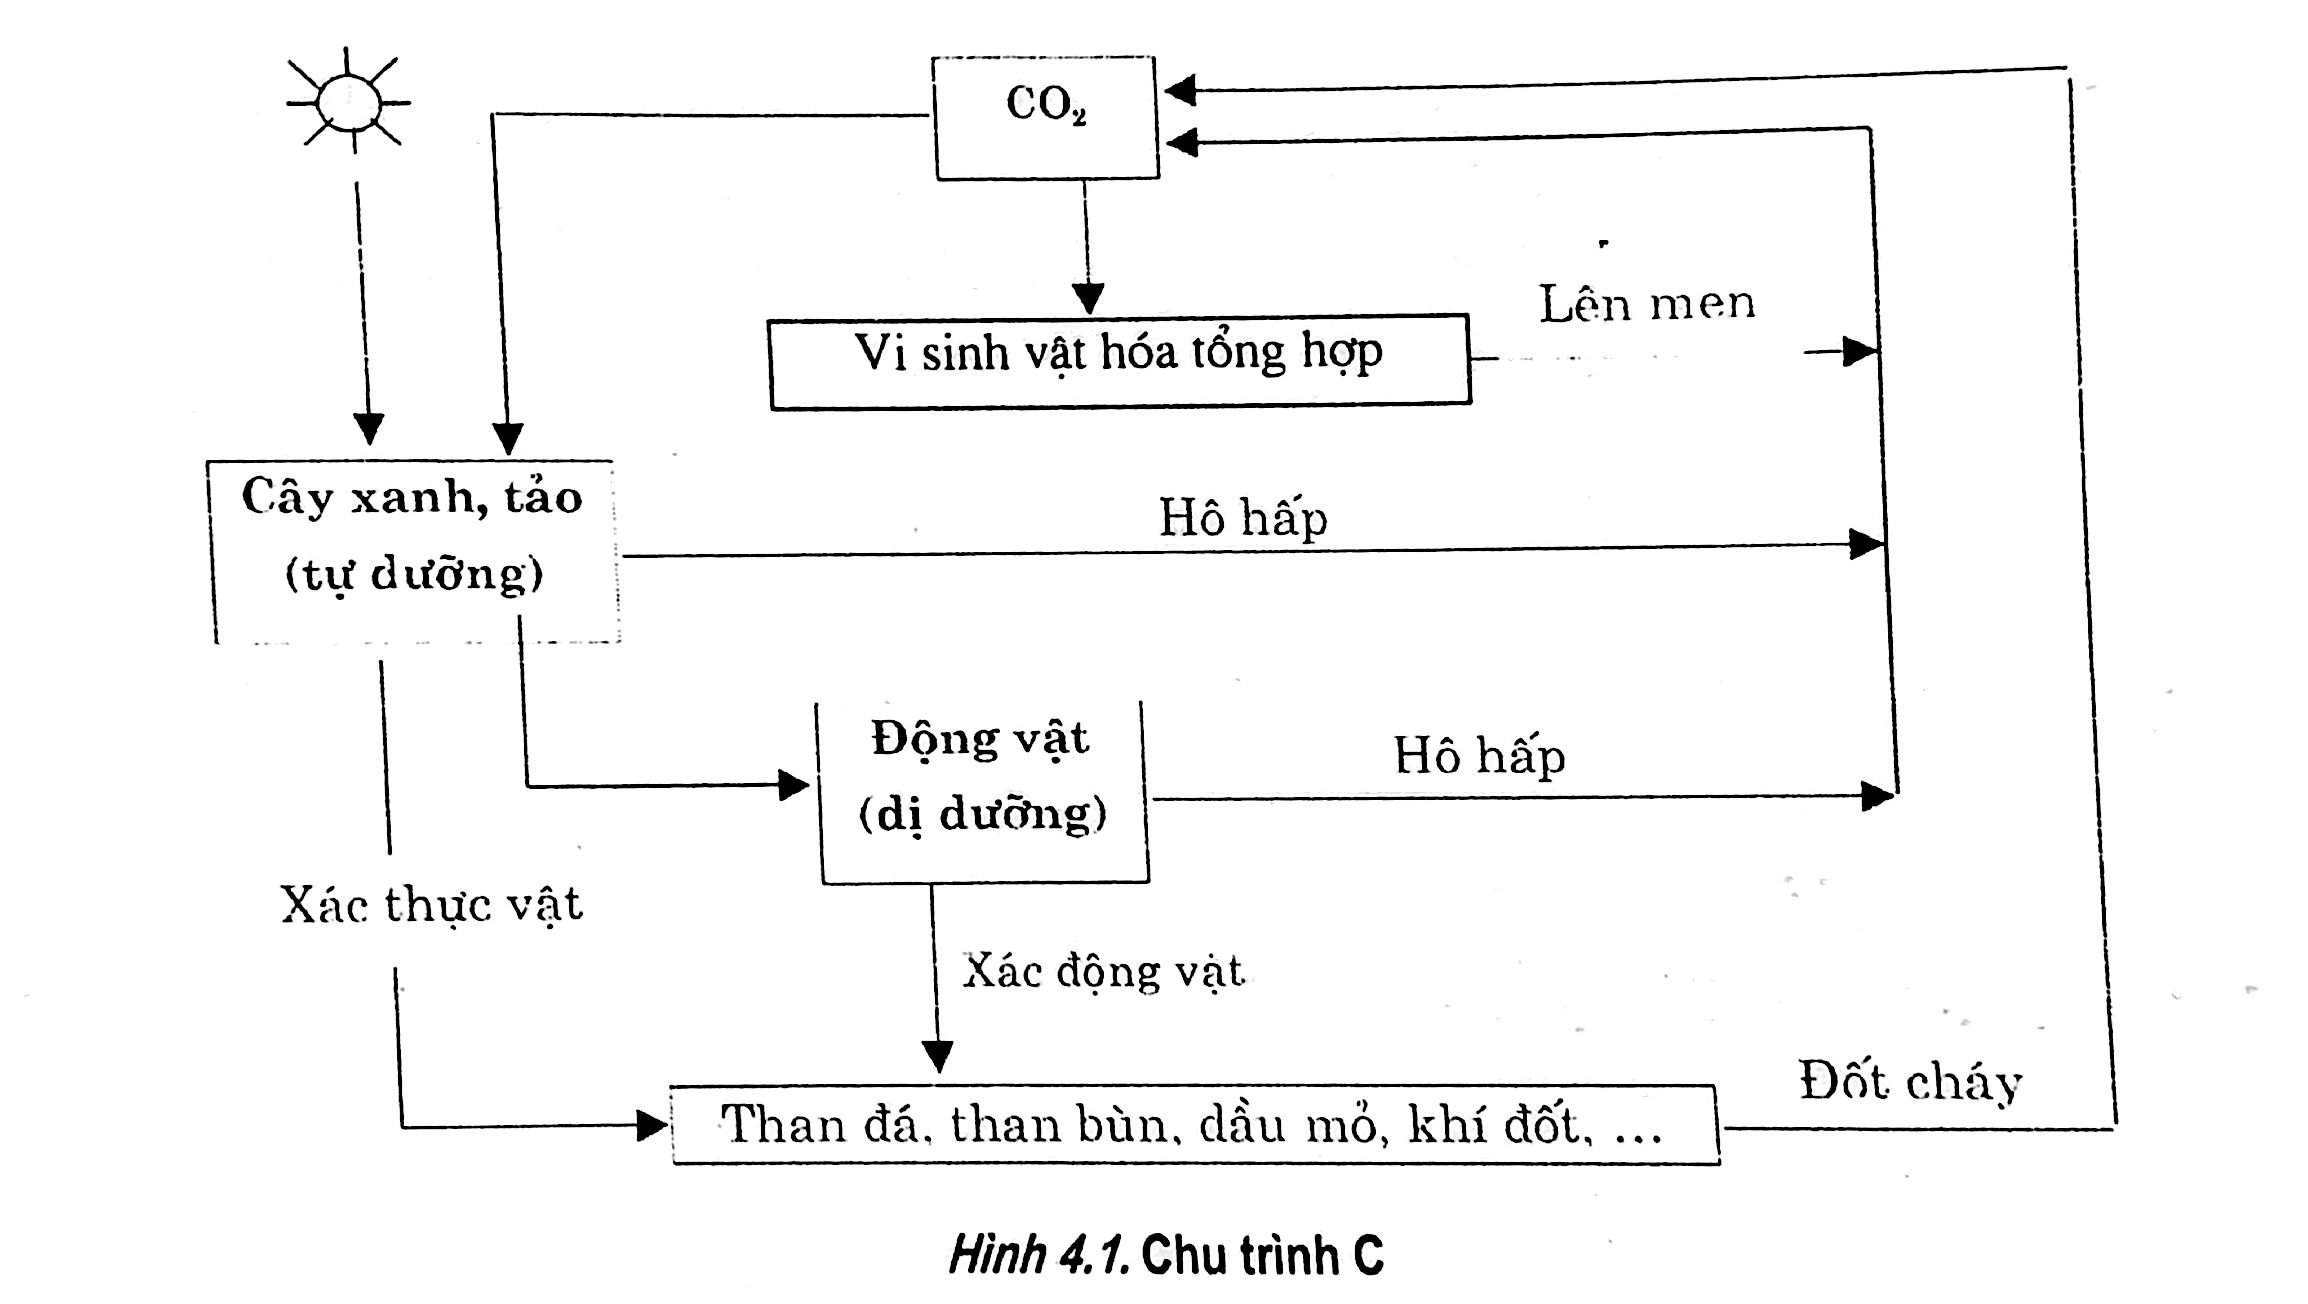 CO₂
Lên men
Vi sinh vật hóa tổng hợp
Cây xanh, tảo
(tự dưỡng)
Hô hấp
Động vật
(dị dưỡng)
Hô hấp
Xác thực vật
Xác động vật
Đốt cháy
Than đá, than bùn, dầu mỏ, khí đốt, ...
Hình 4.1. Chu trình C